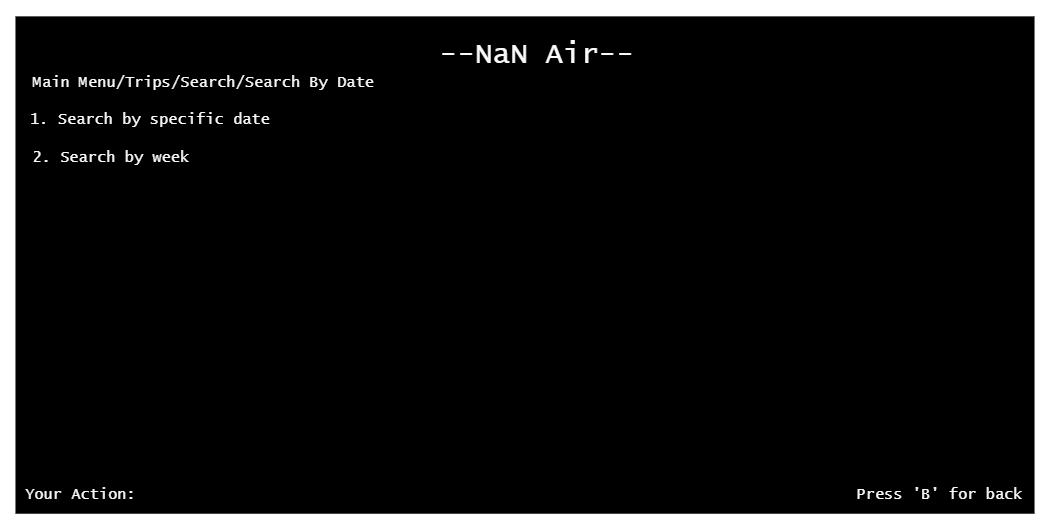 --NaN Air--
Main Menu/Trips/Search/Search By Date
1. Search by specific date
2. Search by week
Your Action:
Press 'B' for back